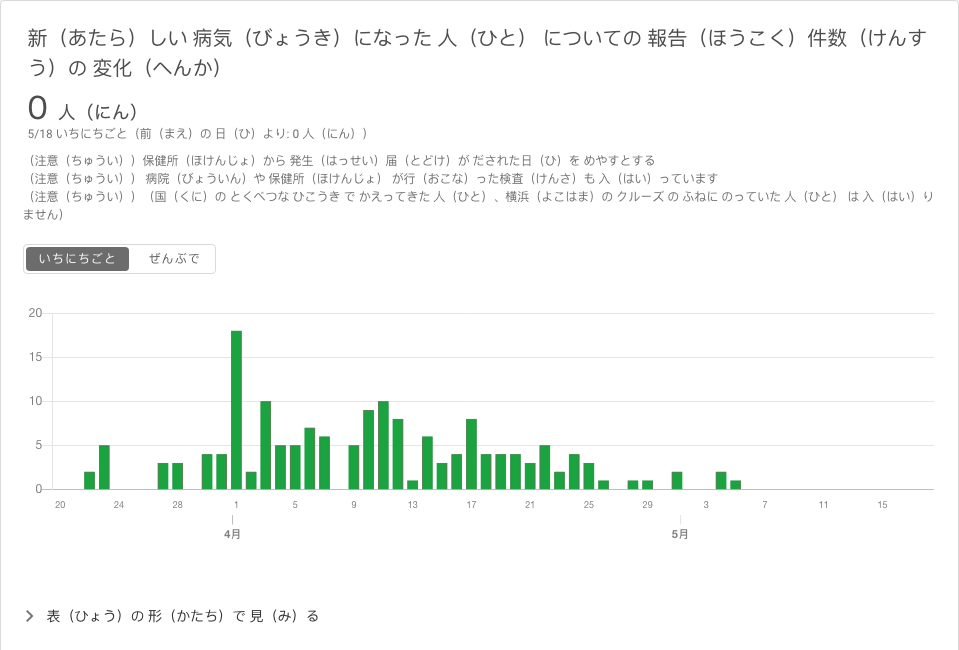 新（あたら）しい 病気（びょうき）になった 人（ひと） についての 報告（ほうこく）件数（けんす
う）の 変化（へんか）
0 人（にん）
5/18 いちにちごと（前（まえ）の 日（ひ）より: 0 人（にん））
（注意（ちゅうい））保健所（ほけんじょ）から 発生（はっせい）届（とどけ）が だされた日（ひ）を めやすとする
（注意（ちゅうい）） 病院（びょういん）や 保健所（ほけんじょ） が行（おこな）った検査（けんさ）も 入（はい）っています
（注意（ちゅうい））（国（くに）の とくべつな ひこうき で かえってきた 人（ひと）、横浜（よこはま）の クルーズ の ふねに のっていた 人（ひと） は 入（はい）り
ません）
いちにちごと ぜんぶで
20
15
10
5
0
20 24 28 1 5 9 13 17 21 25 29 3 7 11 15
4月 5月
表（ひょう）の 形（かたち）で 見（み）る